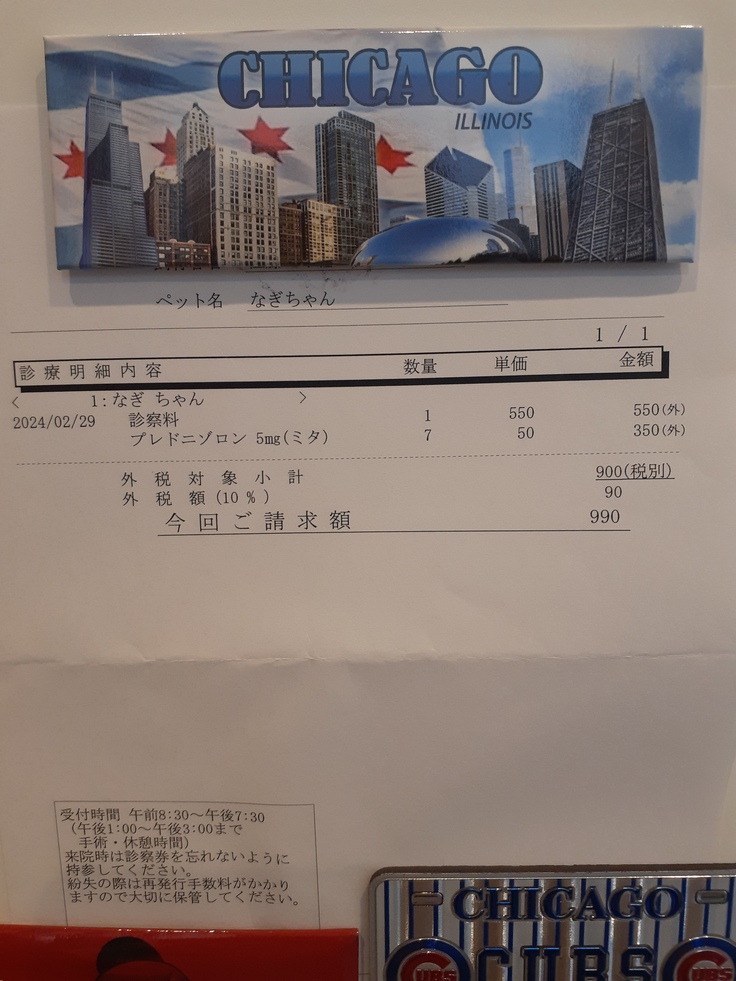 CHICAGO
ILLINOIS
ペット名 なぎちゃん
1 / 1
診療明細内容 数量 単価 金額
< 1:なぎ ちゃん >
2024/02/29 診察料 1 550 550(外)
プレドニゾロン 5mg(ミタ) 7 50 350(外)
外税対象小計 900(税別)
外税額(10%) 90
今回ご請求額 990
受付時間 午前8:30～午後7:30
(午後1:00～午後3:00まで
手術・休憩時間)
来院時は診察券を忘れないように
持参してください。
紛失の際は再発行手数料がかかり
ますので大切に保管してください。
CHICAGO
CUBS CUBS CUBS